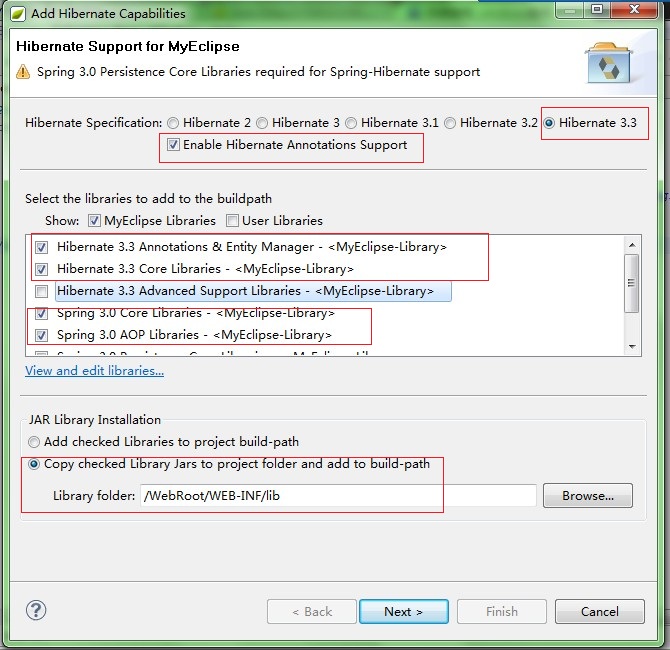 Add Hibernate Capabilities
Hibernate Support for MyEclipse
Spring 3.0 Persistence Core Libraries required for Spring-Hibernate support
Hibernate Specification: Hibernate 2 Hibernate 3 Hibernate 3.1 Hibernate 3.2 Hibernate 3.3
Enable Hibernate Annotations Support
Select the libraries to add to the buildpath
Show: MyEclipse Libraries User Libraries
Hibernate 3.3 Annotations & Entity Manager - <MyEclipse-Library>
Hibernate 3.3 Core Libraries - <MyEclipse-Library>
Hibernate 3.3 Advanced Support Libraries - <MyEclipse-Library>
Spring 3.0 Core Libraries - <MyEclipse-Library>
Spring 3.0 AOP Libraries - <MyEclipse-Library>
View and edit libraries...
JAR Library Installation
Add checked Libraries to project build-path
Copy checked Library Jars to project folder and add to build-path
Library folder: /WebRoot/WEB-INF/lib Browse...
< Back Next > Finish Cancel